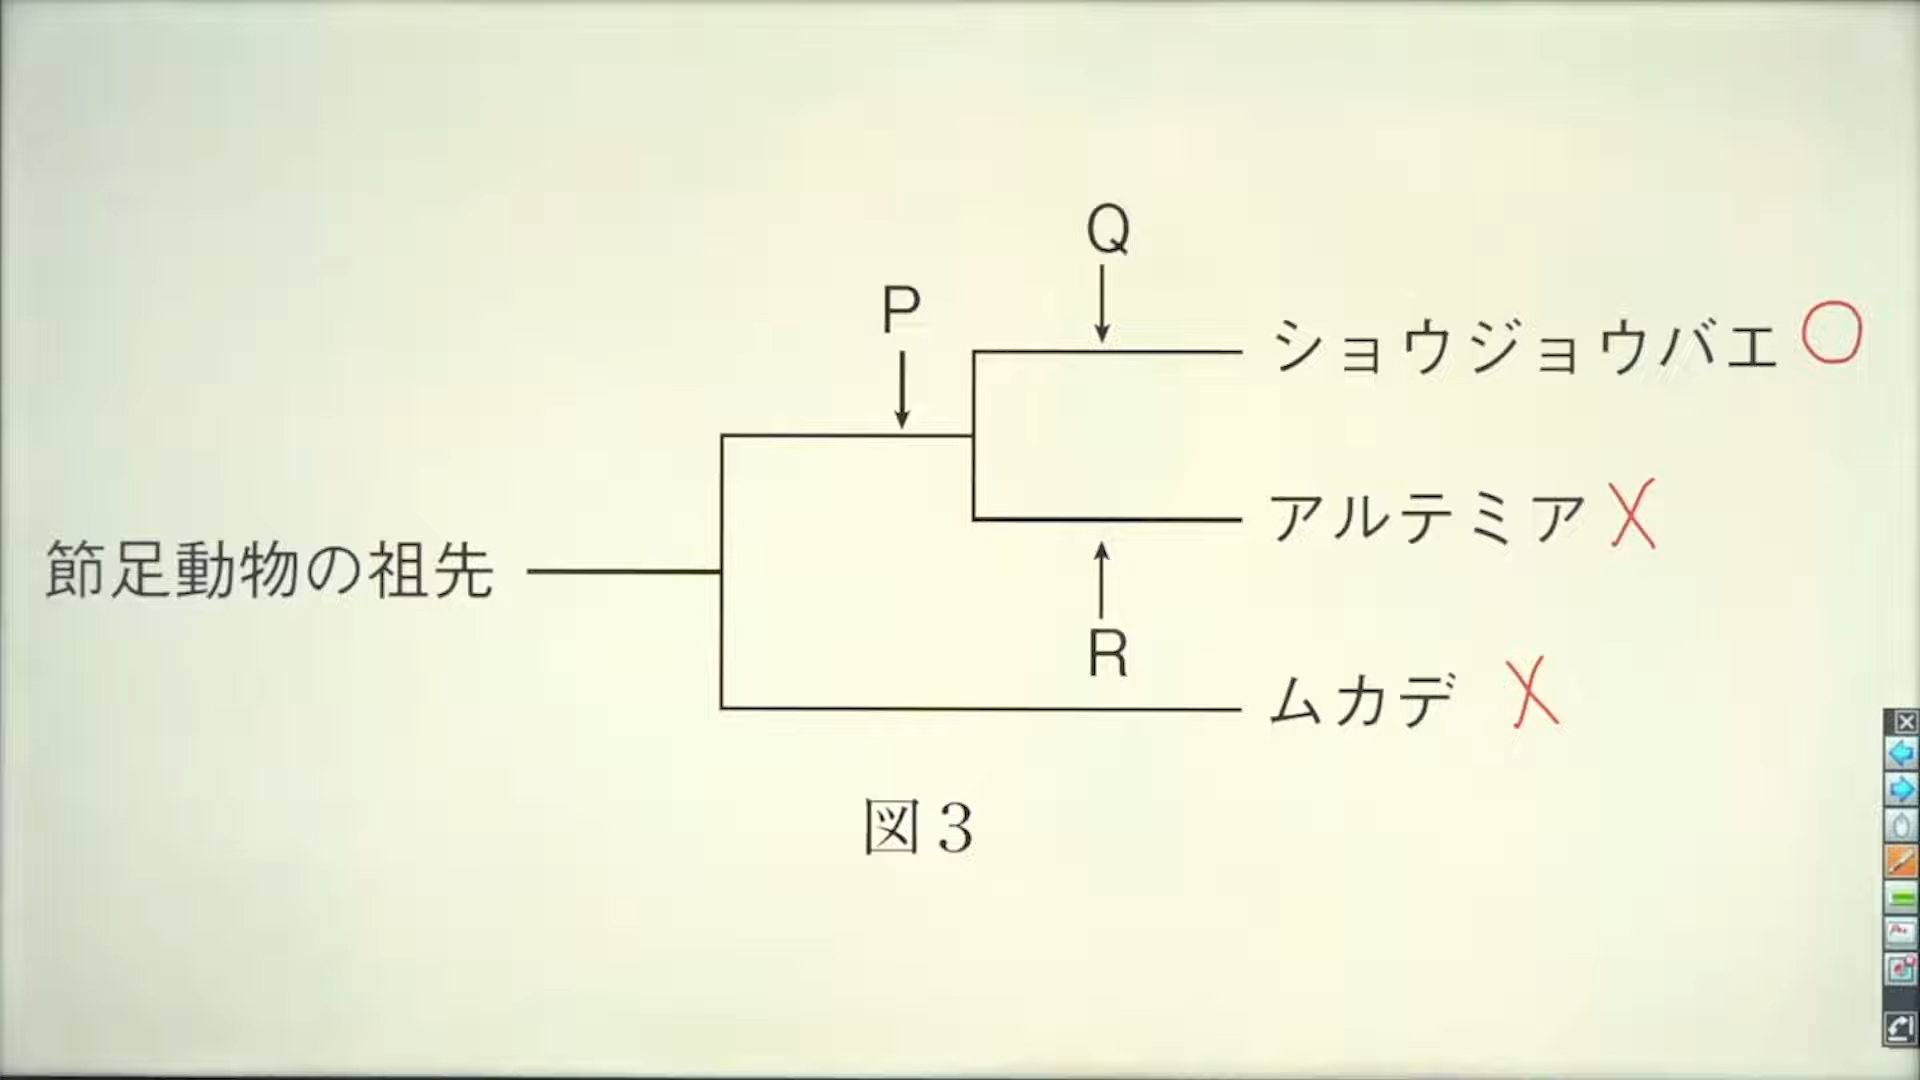 Q
P
ショウジョウバエ ○
アルテミア ×
節足動物の祖先
R
ムカデ ×
図3